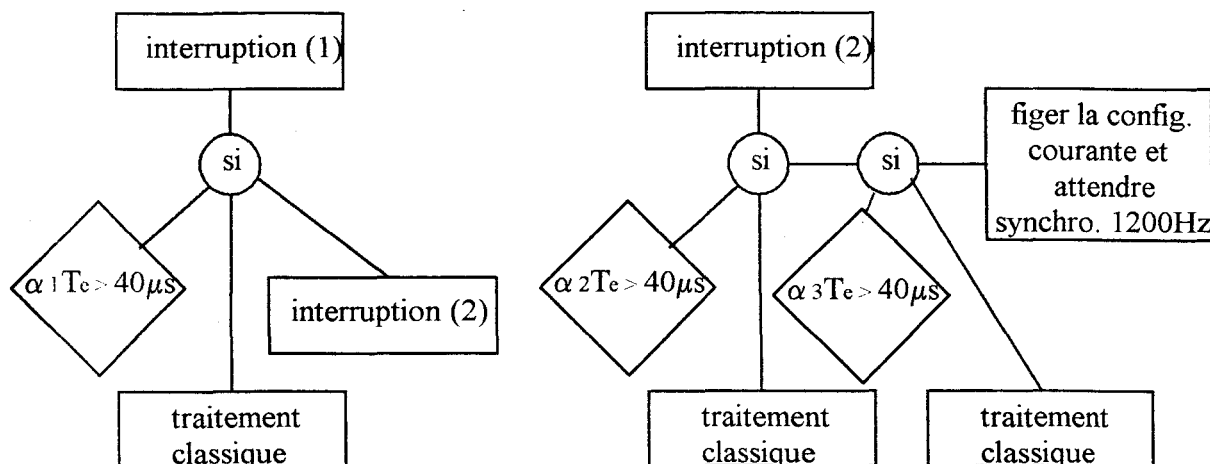 interruption (1)
si
α1Te > 40μs
interruption (2)
traitement
classique
interruption (2)
si
si
figer la config.
courante et
attendre
synchro. 1200Hz
α2Te > 40μs
α3Te > 40μs
traitement
classique
traitement
classique